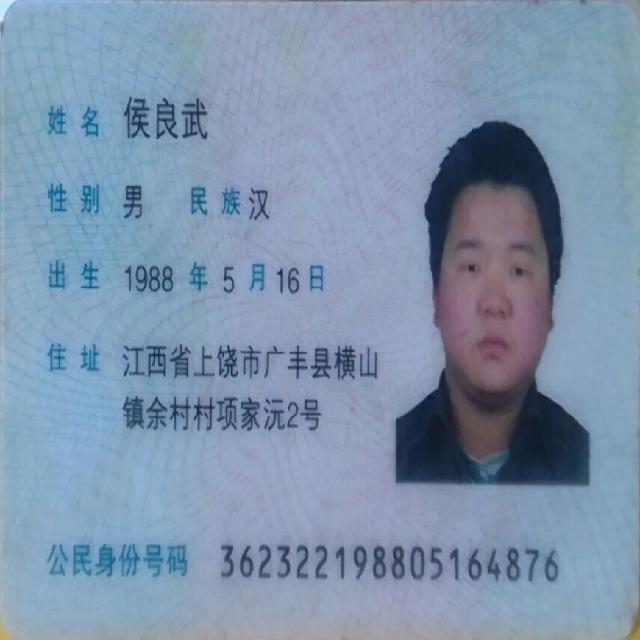 姓名 侯良武
性别 男 民族 汉
出生 1988 年 5 月 16 日
住址 江西省上饶市广丰县横山
镇余村村项家沅2号
公民身份号码 362322198805164876